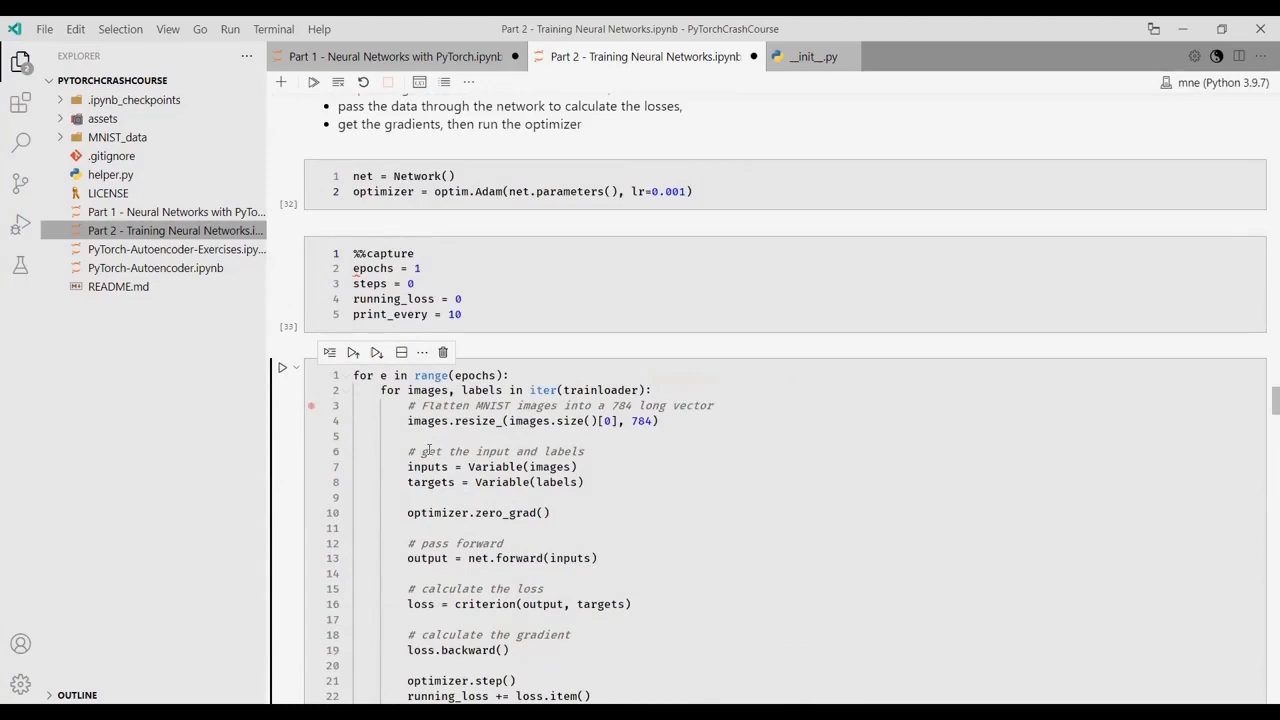 File Edit Selection View Go Run Terminal Help
Part 2 - Training Neural Networks.ipynb - PyTorchCrashCourse
2
EXPLORER
PYTORCHCRASHCOURSE
.ipynb_checkpoints
assets
MNIST_data
.gitignore
helper.py
LICENSE
Part 1 - Neural Networks with PyTo...
Part 2 - Training Neural Networks.i...
PyTorch-Autoencoder-Exercises.ipy...
PyTorch-Autoencoder.ipynb
README.md
OUTLINE
Part 1 - Neural Networks with PyTorch.ipynb
Part 2 - Training Neural Networks.ipynb
__init__.py
mne (Python 3.9.7)
• pass the data through the network to calculate the losses,
• get the gradients, then run the optimizer
1 net = Network()
2 optimizer = optim.Adam(net.parameters(), lr=0.001)
[32]
1 %%capture
2 epochs = 1
3 steps = 0
4 running_loss = 0
5 print_every = 10
[33]
1 for e in range(epochs):
2 for images, labels in iter(trainloader):
3 # Flatten MNIST images into a 784 long vector
4 images.resize_(images.size()[0], 784)
5
6 # get the input and labels
7 inputs = Variable(images)
8 targets = Variable(labels)
9
10 optimizer.zero_grad()
11
12 # pass forward
13 output = net.forward(inputs)
14
15 # calculate the loss
16 loss = criterion(output, targets)
17
18 # calculate the gradient
19 loss.backward()
20
21 optimizer.step()
22 running_loss += loss.item()